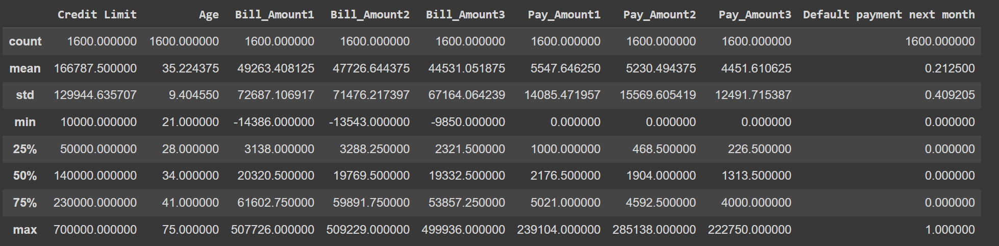 Credit Limit Age Bill_Amount1 Bill_Amount2 Bill_Amount3 Pay_Amount1 Pay_Amount2 Pay_Amount3 Default payment next month
count 1600.000000 1600.000000 1600.000000 1600.000000 1600.000000 1600.000000 1600.000000 1600.000000 1600.000000
mean 166787.500000 35.224375 49263.408125 47726.644375 44531.051875 5547.646250 5230.494375 4451.610625 0.212500
std 129944.635707 9.404550 72687.106917 71476.217397 67164.064239 14085.471957 15569.605419 12491.715387 0.409205
min 10000.000000 21.000000 -14386.000000 -13543.000000 -9850.000000 0.000000 0.000000 0.000000 0.000000
25% 50000.000000 28.000000 3138.000000 3288.250000 2321.500000 1000.000000 468.500000 226.500000 0.000000
50% 140000.000000 34.000000 20320.500000 19769.500000 19332.500000 2176.500000 1904.000000 1313.500000 0.000000
75% 230000.000000 41.000000 61602.750000 59891.750000 53857.250000 5021.000000 4592.500000 4000.000000 0.000000
max 700000.000000 75.000000 507726.000000 509229.000000 499936.000000 239104.000000 285138.000000 222750.000000 1.000000